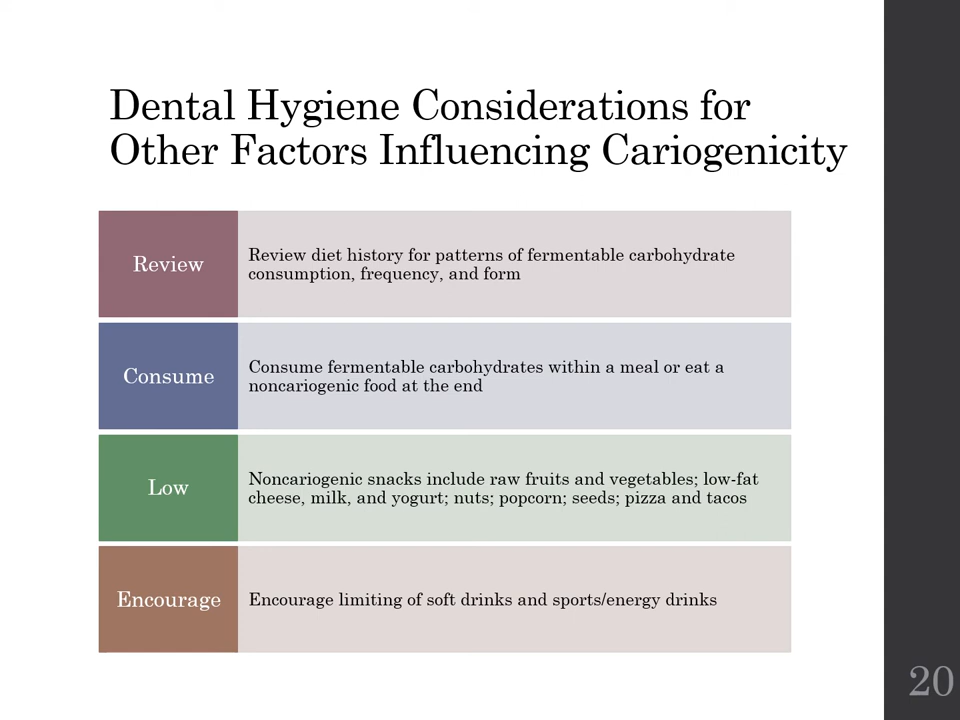 Dental Hygiene Considerations for
Other Factors Influencing Cariogenicity
Review
Review diet history for patterns of fermentable carbohydrate
consumption, frequency, and form
Consume
Consume fermentable carbohydrates within a meal or eat a
noncariogenic food at the end
Low
Noncariogenic snacks include raw fruits and vegetables; low-fat
cheese, milk, and yogurt; nuts; popcorn; seeds; pizza and tacos
Encourage
Encourage limiting of soft drinks and sports/energy drinks
20